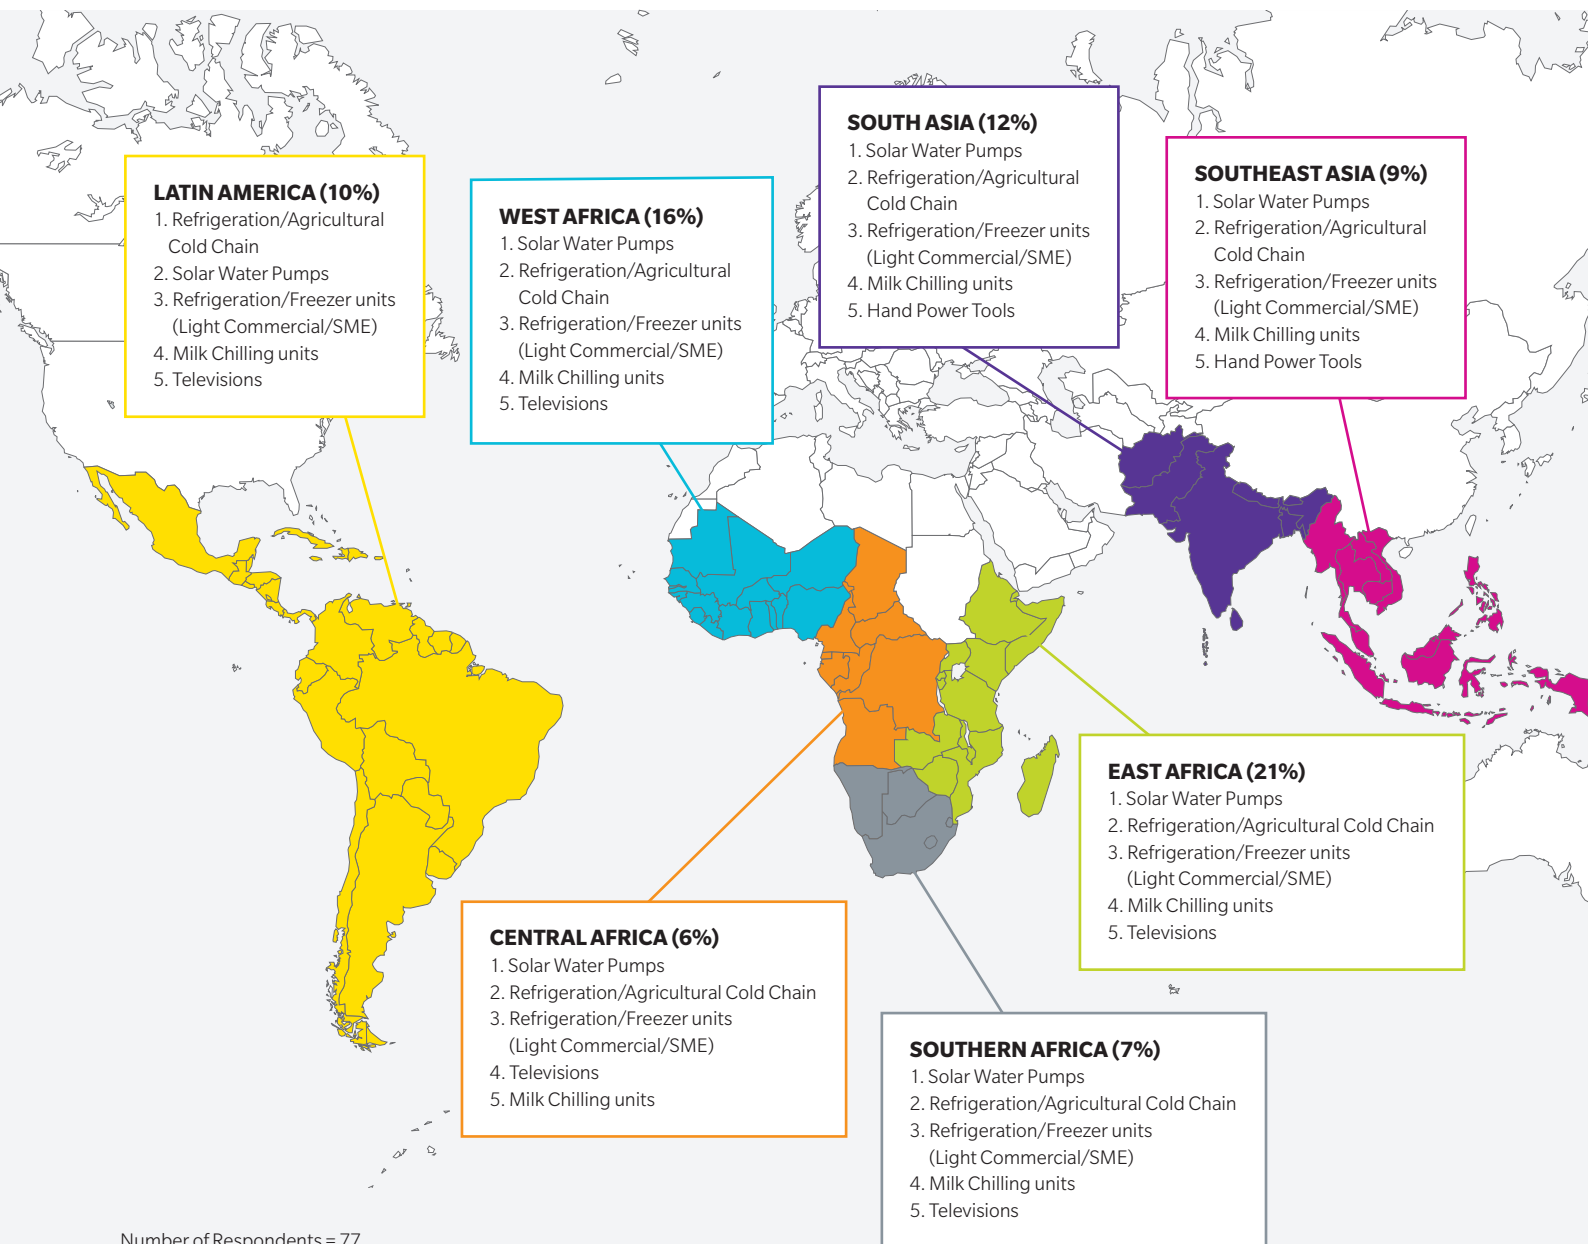 LATIN AMERICA (10%)
1. Refrigeration/Agricultural
Cold Chain
2. Solar Water Pumps
3. Refrigeration/Freezer units
(Light Commercial/SME)
4. Milk Chilling units
5. Televisions
WEST AFRICA (16%)
1. Solar Water Pumps
2. Refrigeration/Agricultural
Cold Chain
3. Refrigeration/Freezer units
(Light Commercial/SME)
4. Milk Chilling units
5. Televisions
SOUTH ASIA (12%)
1. Solar Water Pumps
2. Refrigeration/Agricultural
Cold Chain
3. Refrigeration/Freezer units
(Light Commercial/SME)
4. Milk Chilling units
5. Hand Power Tools
SOUTHEAST ASIA (9%)
1. Solar Water Pumps
2. Refrigeration/Agricultural
Cold Chain
3. Refrigeration/Freezer units
(Light Commercial/SME)
4. Milk Chilling units
5. Hand Power Tools
EAST AFRICA (21%)
1. Solar Water Pumps
2. Refrigeration/Agricultural Cold Chain
3. Refrigeration/Freezer units
(Light Commercial/SME)
4. Milk Chilling units
5. Televisions
CENTRAL AFRICA (6%)
1. Solar Water Pumps
2. Refrigeration/Agricultural Cold Chain
3. Refrigeration/Freezer units
(Light Commercial/SME)
4. Televisions
5. Milk Chilling units
SOUTHERN AFRICA (7%)
1. Solar Water Pumps
2. Refrigeration/Agricultural Cold Chain
3. Refrigeration/Freezer units
(Light Commercial/SME)
4. Milk Chilling units
5. Televisions
Number of Respondents = 77